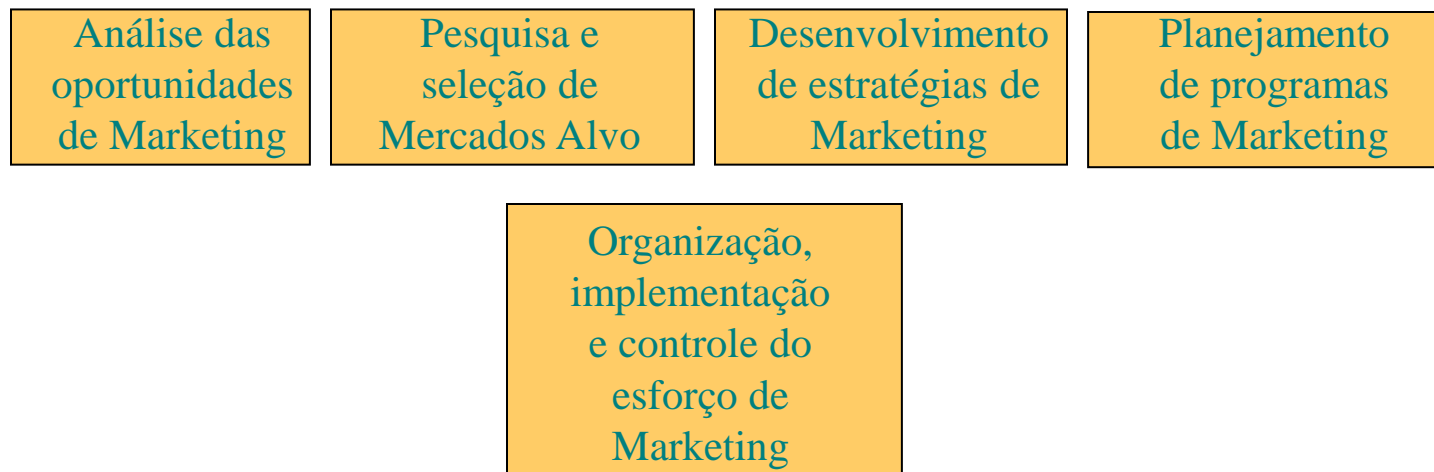 Análise das
oportunidades
de Marketing
Pesquisa e
seleção de
Mercados Alvo
Desenvolvimento
de estratégias de
Marketing
Planejamento
de programas
de Marketing
Organização,
implementação
e controle do
esforço de
Marketing